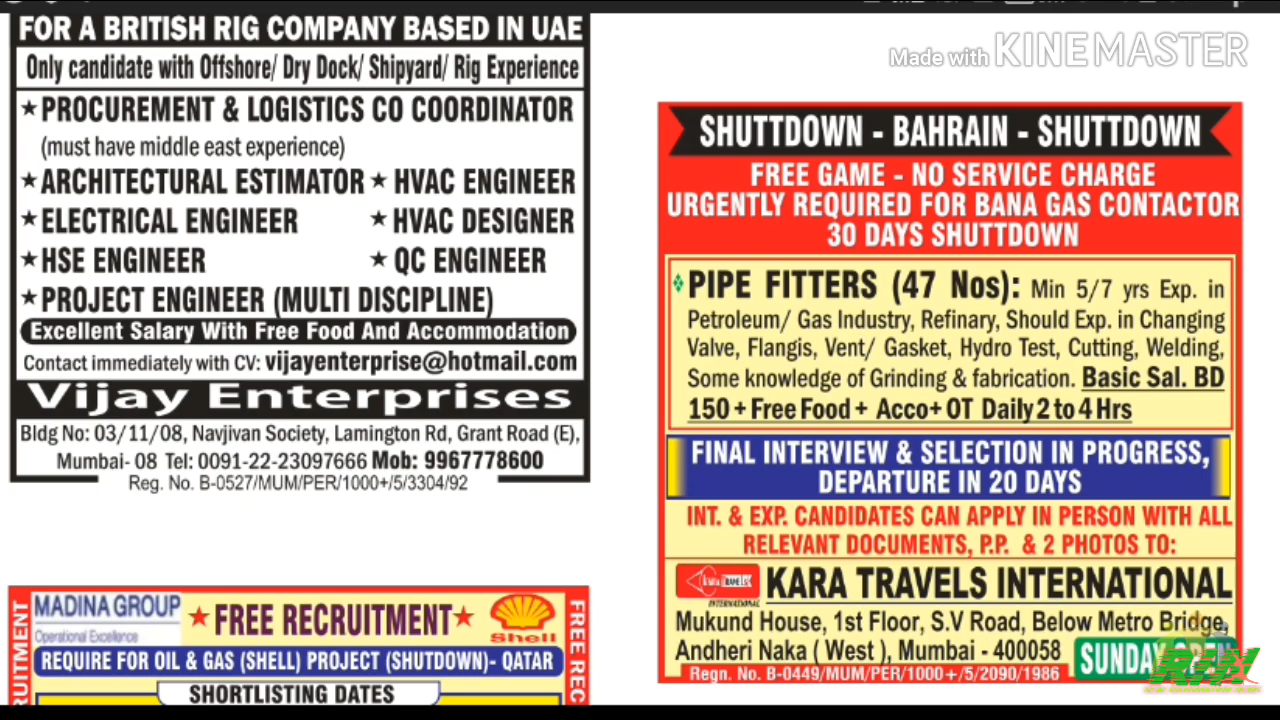 FOR A BRITISH RIG COMPANY BASED IN UAE
Only candidate with Offshore/ Dry Dock/ Shipyard/ Rig Experience
★PROCUREMENT & LOGISTICS CO COORDINATOR
(must have middle east experience)
★ARCHITECTURAL ESTIMATOR ★ HVAC ENGINEER
★ELECTRICAL ENGINEER ★ HVAC DESIGNER
★HSE ENGINEER ★ QC ENGINEER
★PROJECT ENGINEER (MULTI DISCIPLINE)
Excellent Salary With Free Food And Accommodation
Contact immediately with CV: vijayenterprise@hotmail.com
Vijay Enterprises
Bldg No: 03/11/08, Navjivan Society, Lamington Rd, Grant Road (E),
Mumbai- 08 Tel: 0091-22-23097666 Mob: 9967778600
Reg. No. B-0527/MUM/PER/1000+/5/3304/92
MADINA GROUP
Operational Excellence
★FREE RECRUITMENT★
Shell
REQUIRE FOR OIL & GAS (SHELL) PROJECT (SHUTDOWN)- QATAR
SHORTLISTING DATES
RUITMENT
FREE REC
Made with KINEMASTER
SHUTTDOWN - BAHRAIN - SHUTTDOWN
FREE GAME - NO SERVICE CHARGE
URGENTLY REQUIRED FOR BANA GAS CONTACTOR
30 DAYS SHUTTDOWN
PIPE FITTERS (47 Nos): Min 5/7 yrs Exp. in
Petroleum/ Gas Industry, Refinary, Should Exp. in Changing
Valve, Flangis, Vent/ Gasket, Hydro Test, Cutting, Welding,
Some knowledge of Grinding & fabrication. Basic Sal. BD
150 + Free Food + Acco+ OT Daily 2 to 4 Hrs
FINAL INTERVIEW & SELECTION IN PROGRESS,
DEPARTURE IN 20 DAYS
INT. & EXP. CANDIDATES CAN APPLY IN PERSON WITH ALL
RELEVANT DOCUMENTS, P.P. & 2 PHOTOS TO:
KARA TRAVELS INTERNATIONAL
KARA TRAVELS INTERNATIONAL
Mukund House, 1st Floor, S.V Road, Below Metro Bridge,
Andheri Naka ( West ), Mumbai - 400058
SUNDAY
Regn. No. B-0449/MUM/PER/1000+/5/2090/1986